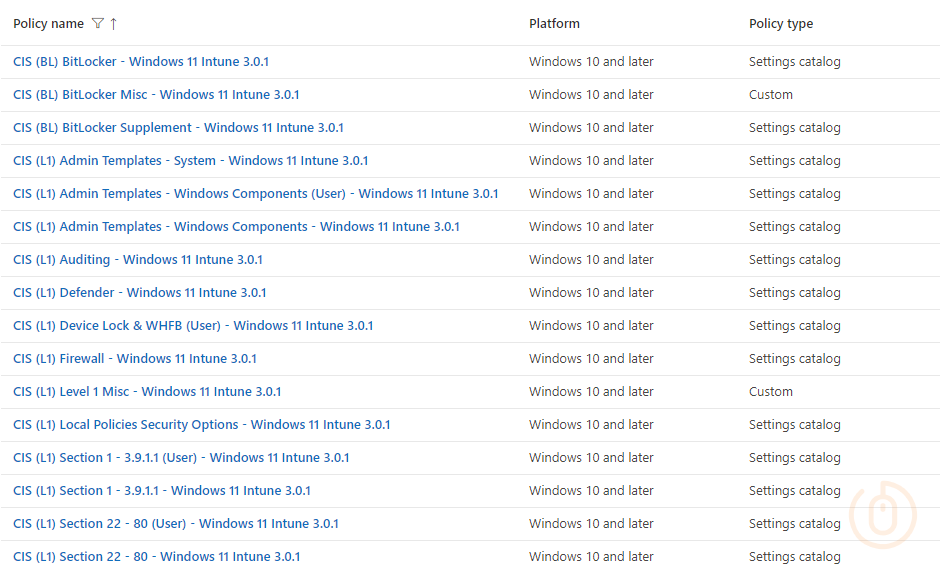 Policy name ↑ Platform Policy type
CIS (BL) BitLocker - Windows 11 Intune 3.0.1 Windows 10 and later Settings catalog
CIS (BL) BitLocker Misc - Windows 11 Intune 3.0.1 Windows 10 and later Custom
CIS (BL) BitLocker Supplement - Windows 11 Intune 3.0.1 Windows 10 and later Settings catalog
CIS (L1) Admin Templates - System - Windows 11 Intune 3.0.1 Windows 10 and later Settings catalog
CIS (L1) Admin Templates - Windows Components (User) - Windows 11 Intune 3.0.1 Windows 10 and later Settings catalog
CIS (L1) Admin Templates - Windows Components - Windows 11 Intune 3.0.1 Windows 10 and later Settings catalog
CIS (L1) Auditing - Windows 11 Intune 3.0.1 Windows 10 and later Settings catalog
CIS (L1) Defender - Windows 11 Intune 3.0.1 Windows 10 and later Settings catalog
CIS (L1) Device Lock & WHFB (User) - Windows 11 Intune 3.0.1 Windows 10 and later Settings catalog
CIS (L1) Firewall - Windows 11 Intune 3.0.1 Windows 10 and later Settings catalog
CIS (L1) Level 1 Misc - Windows 11 Intune 3.0.1 Windows 10 and later Custom
CIS (L1) Local Policies Security Options - Windows 11 Intune 3.0.1 Windows 10 and later Settings catalog
CIS (L1) Section 1 - 3.9.1.1 (User) - Windows 11 Intune 3.0.1 Windows 10 and later Settings catalog
CIS (L1) Section 1 - 3.9.1.1 - Windows 11 Intune 3.0.1 Windows 10 and later Settings catalog
CIS (L1) Section 22 - 80 (User) - Windows 11 Intune 3.0.1 Windows 10 and later Settings catalog
CIS (L1) Section 22 - 80 - Windows 11 Intune 3.0.1 Windows 10 and later Settings catalog